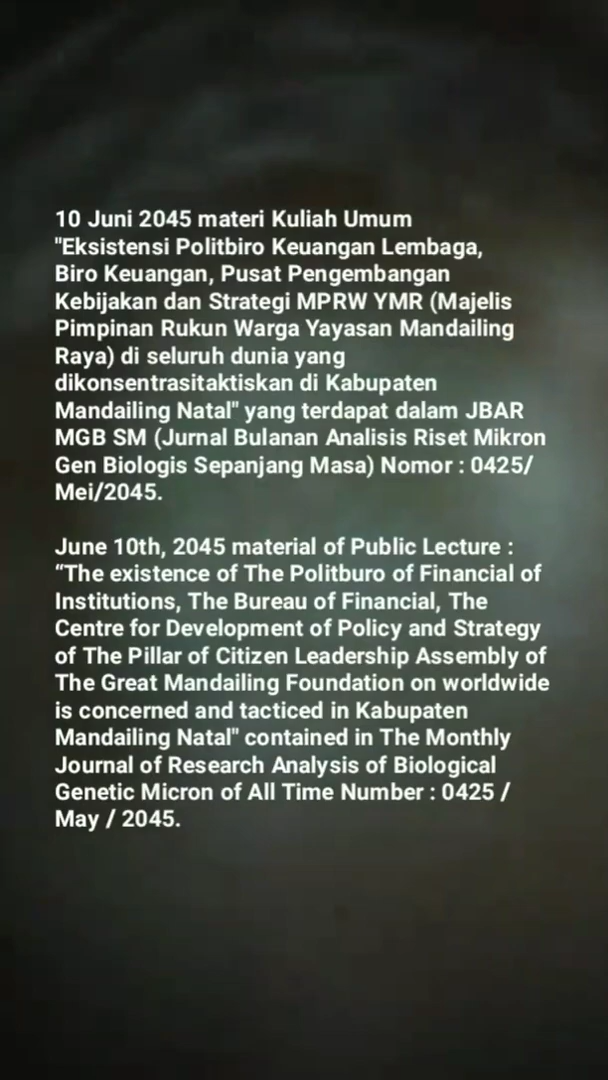 10 Juni 2045 materi Kuliah Umum
"Eksistensi Politbiro Keuangan Lembaga,
Biro Keuangan, Pusat Pengembangan
Kebijakan dan Strategi MPRW YMR (Majelis
Pimpinan Rukun Warga Yayasan Mandailing
Raya) di seluruh dunia yang
dikonsentrasitaktiskan di Kabupaten
Mandailing Natal" yang terdapat dalam JBAR
MGB SM (Jurnal Bulanan Analisis Riset Mikron
Gen Biologis Sepanjang Masa) Nomor : 0425/
Mei/2045.
June 10th, 2045 material of Public Lecture :
“The existence of The Politburo of Financial of
Institutions, The Bureau of Financial, The
Centre for Development of Policy and Strategy
of The Pillar of Citizen Leadership Assembly of
The Great Mandailing Foundation on worldwide
is concerned and tacticed in Kabupaten
Mandailing Natal" contained in The Monthly
Journal of Research Analysis of Biological
Genetic Micron of All Time Number : 0425 /
May / 2045.